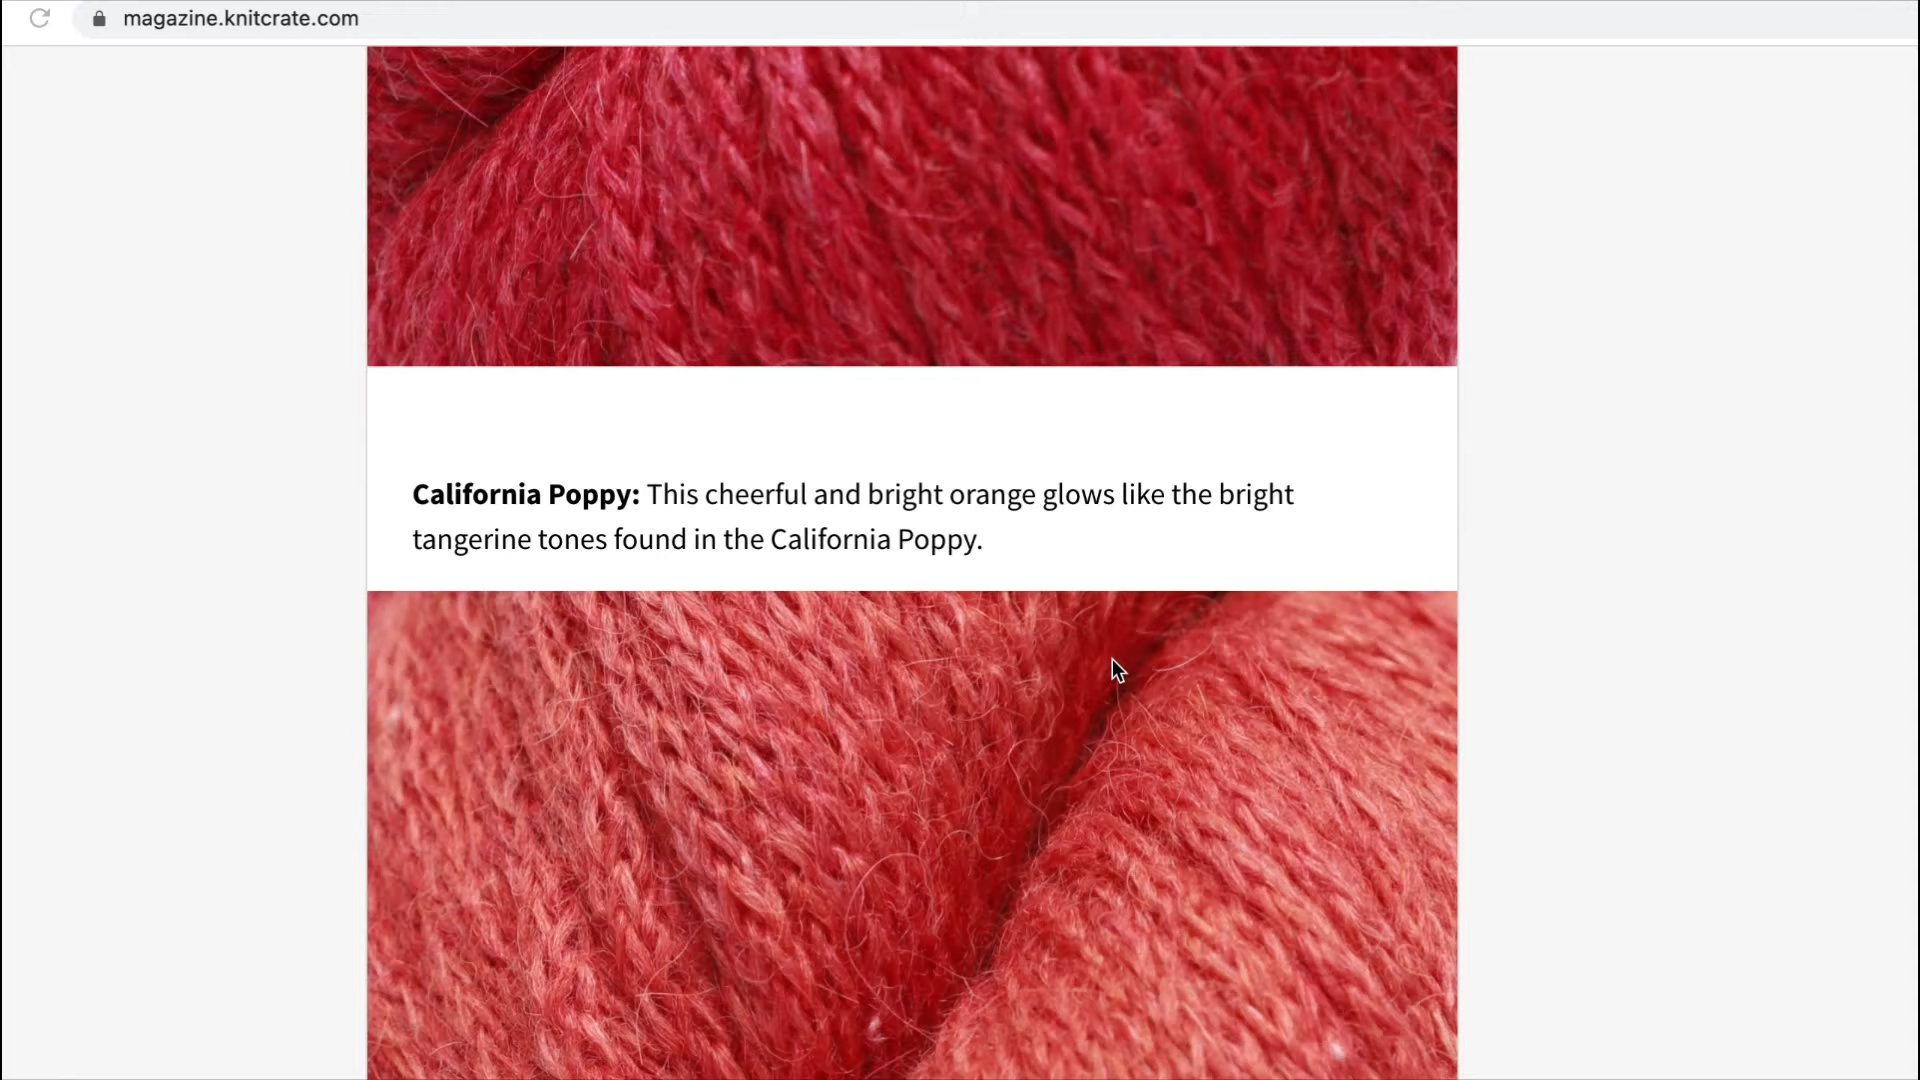 magazine.knitcrate.com
California Poppy: This cheerful and bright orange glows like the bright
tangerine tones found in the California Poppy.